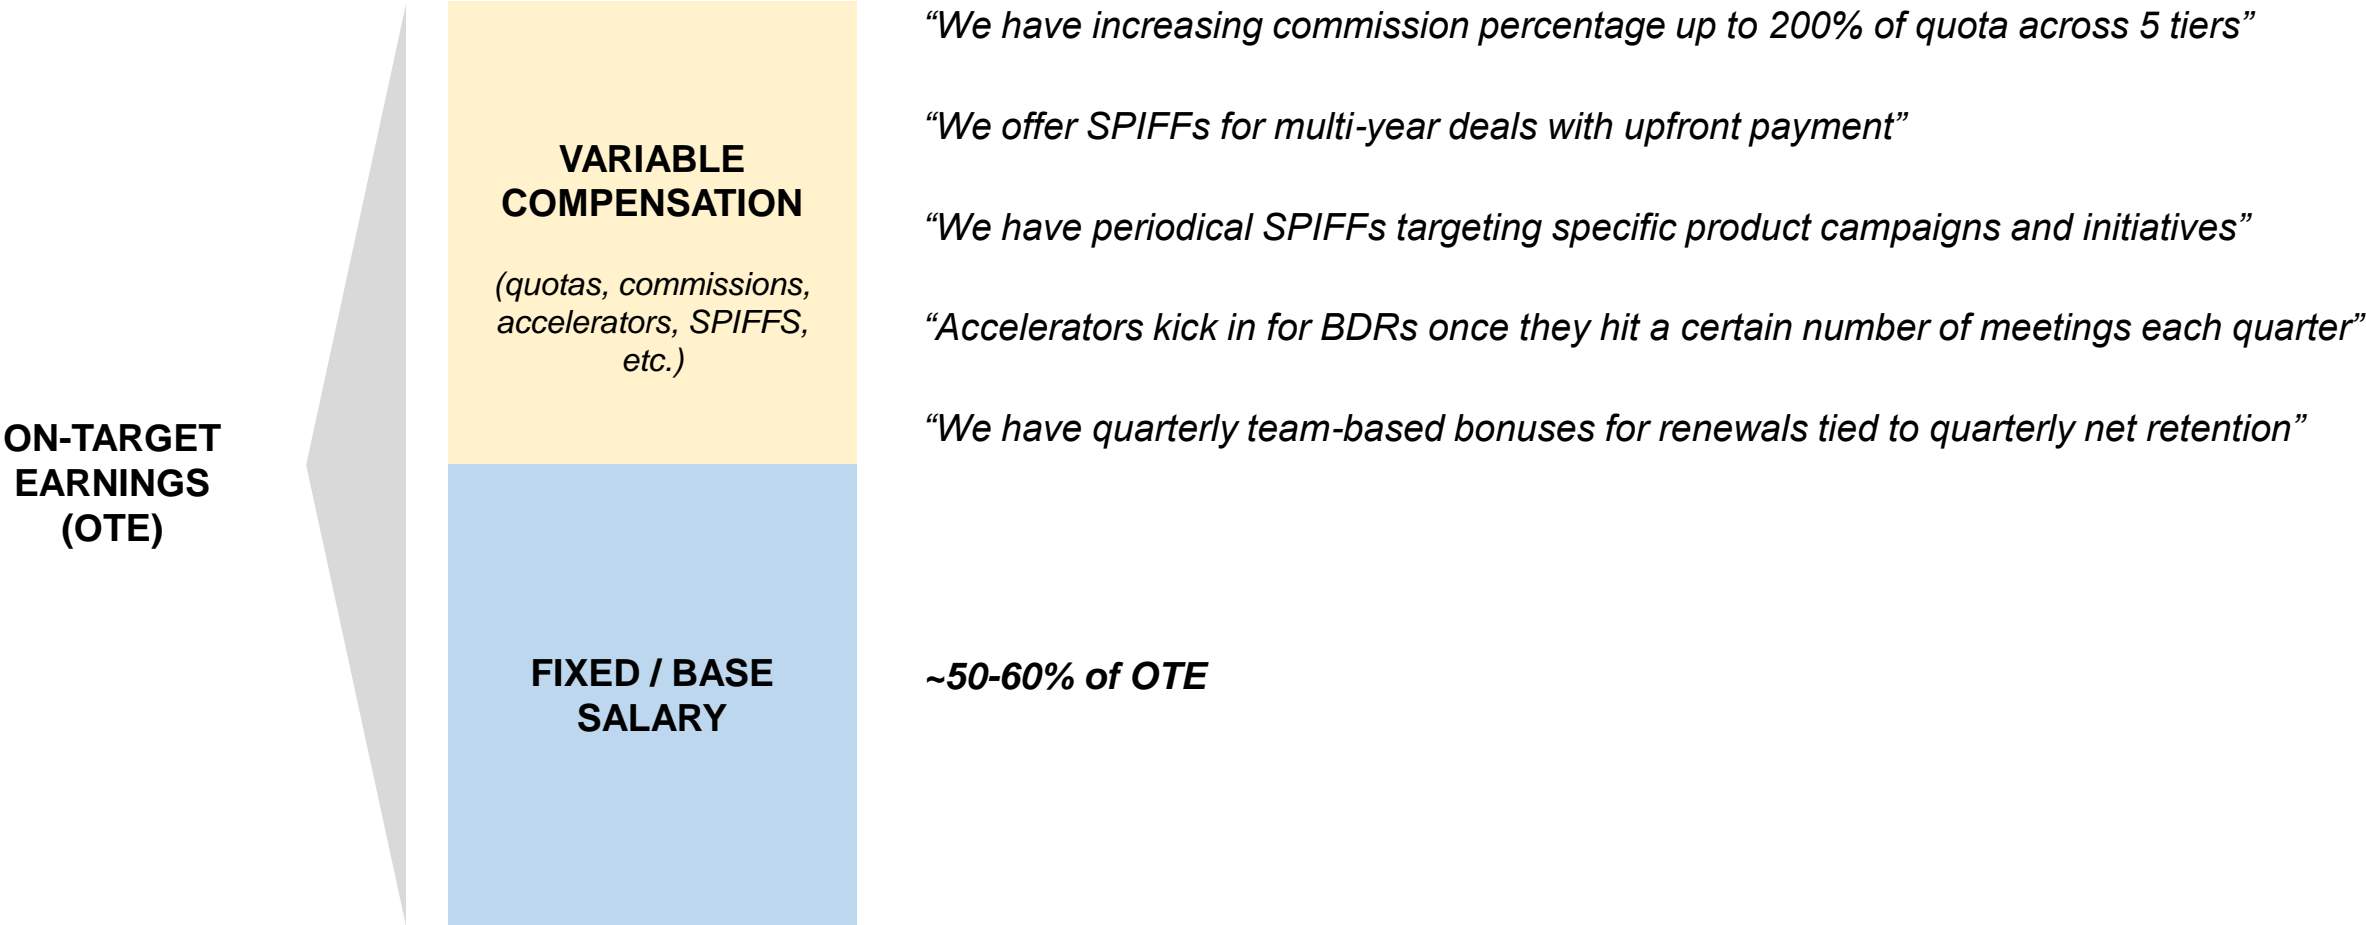 ON-TARGET
EARNINGS
(OTE)
VARIABLE
COMPENSATION
(quotas, commissions,
accelerators, SPIFFS,
etc.)
FIXED / BASE
SALARY
“We have increasing commission percentage up to 200% of quota across 5 tiers”
“We offer SPIFFs for multi-year deals with upfront payment”
“We have periodical SPIFFs targeting specific product campaigns and initiatives”
“Accelerators kick in for BDRs once they hit a certain number of meetings each quarter”
“We have quarterly team-based bonuses for renewals tied to quarterly net retention”
~50-60% of OTE